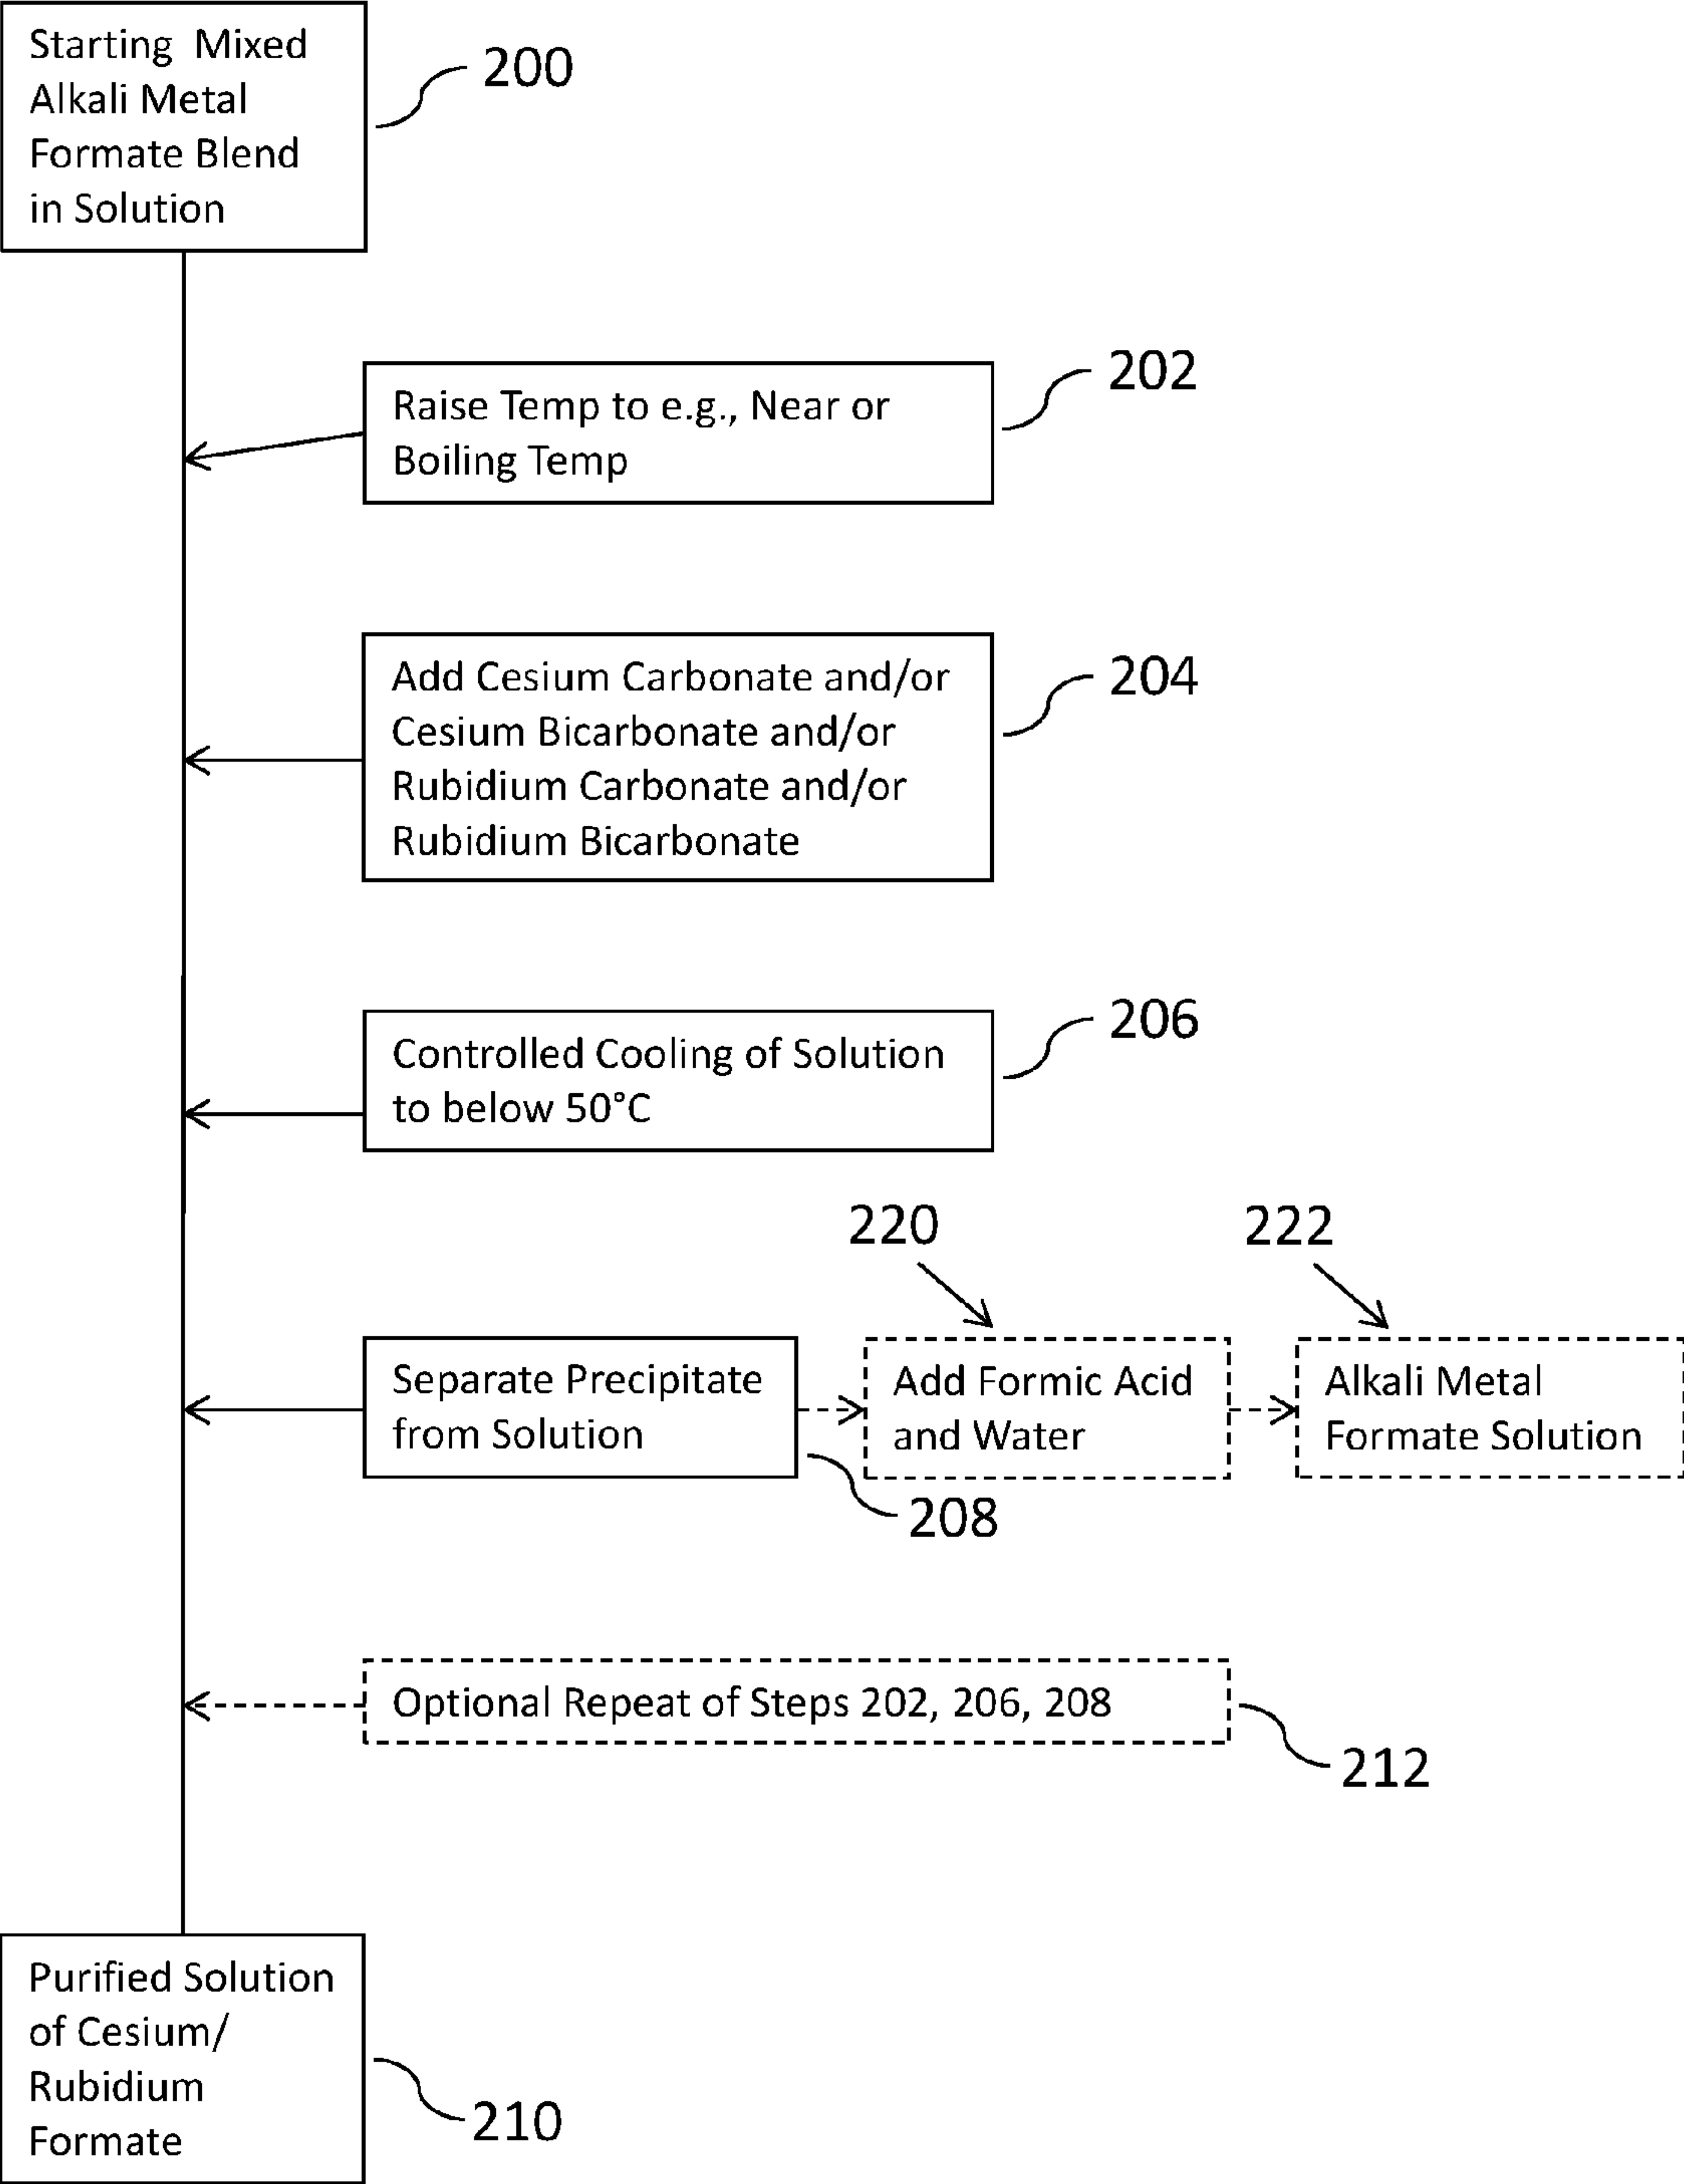 Starting Mixed
Alkali Metal
Formate Blend
in Solution
200
Raise Temp to e.g., Near or
Boiling Temp
202
Add Cesium Carbonate and/or
Cesium Bicarbonate and/or
Rubidium Carbonate and/or
Rubidium Bicarbonate
204
Controlled Cooling of Solution
to below 50°C
206
220
222
Separate Precipitate
from Solution
208
Add Formic Acid
and Water
Alkali Metal
Formate Solution
Optional Repeat of Steps 202, 206, 208
212
Purified Solution
of Cesium/
Rubidium
Formate
210